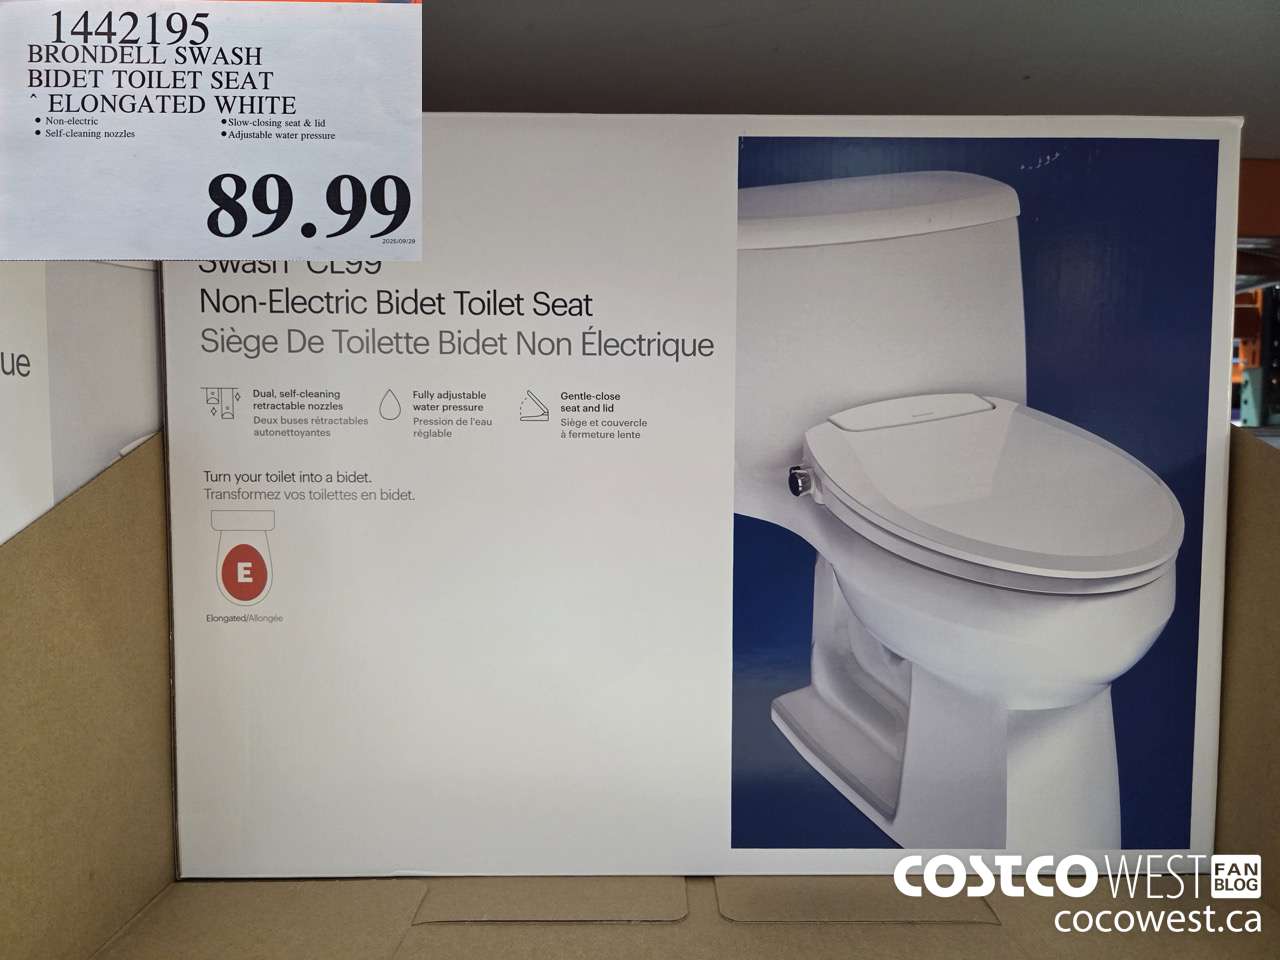 1442195
BRONDELL SWASH
BIDET TOILET SEAT
^ ELONGATED WHITE
• Non-electric
• Self-cleaning nozzles
• Slow-closing seat & lid
• Adjustable water pressure
89.99
2025/09/29
Swash CL99
Non-Electric Bidet Toilet Seat
Siège De Toilette Bidet Non Électrique
Dual, self-cleaning
retractable nozzles
Deux buses rétractables
autonettoyantes
Fully adjustable
water pressure
Pression de l'eau
réglable
Gentle-close
seat and lid
Siège et couvercle
à fermeture lente
Turn your toilet into a bidet.
Transformez vos toilettes en bidet.
E
Elongated/Allongée
ue
COSTCO WEST FAN BLOG
cocowest.ca